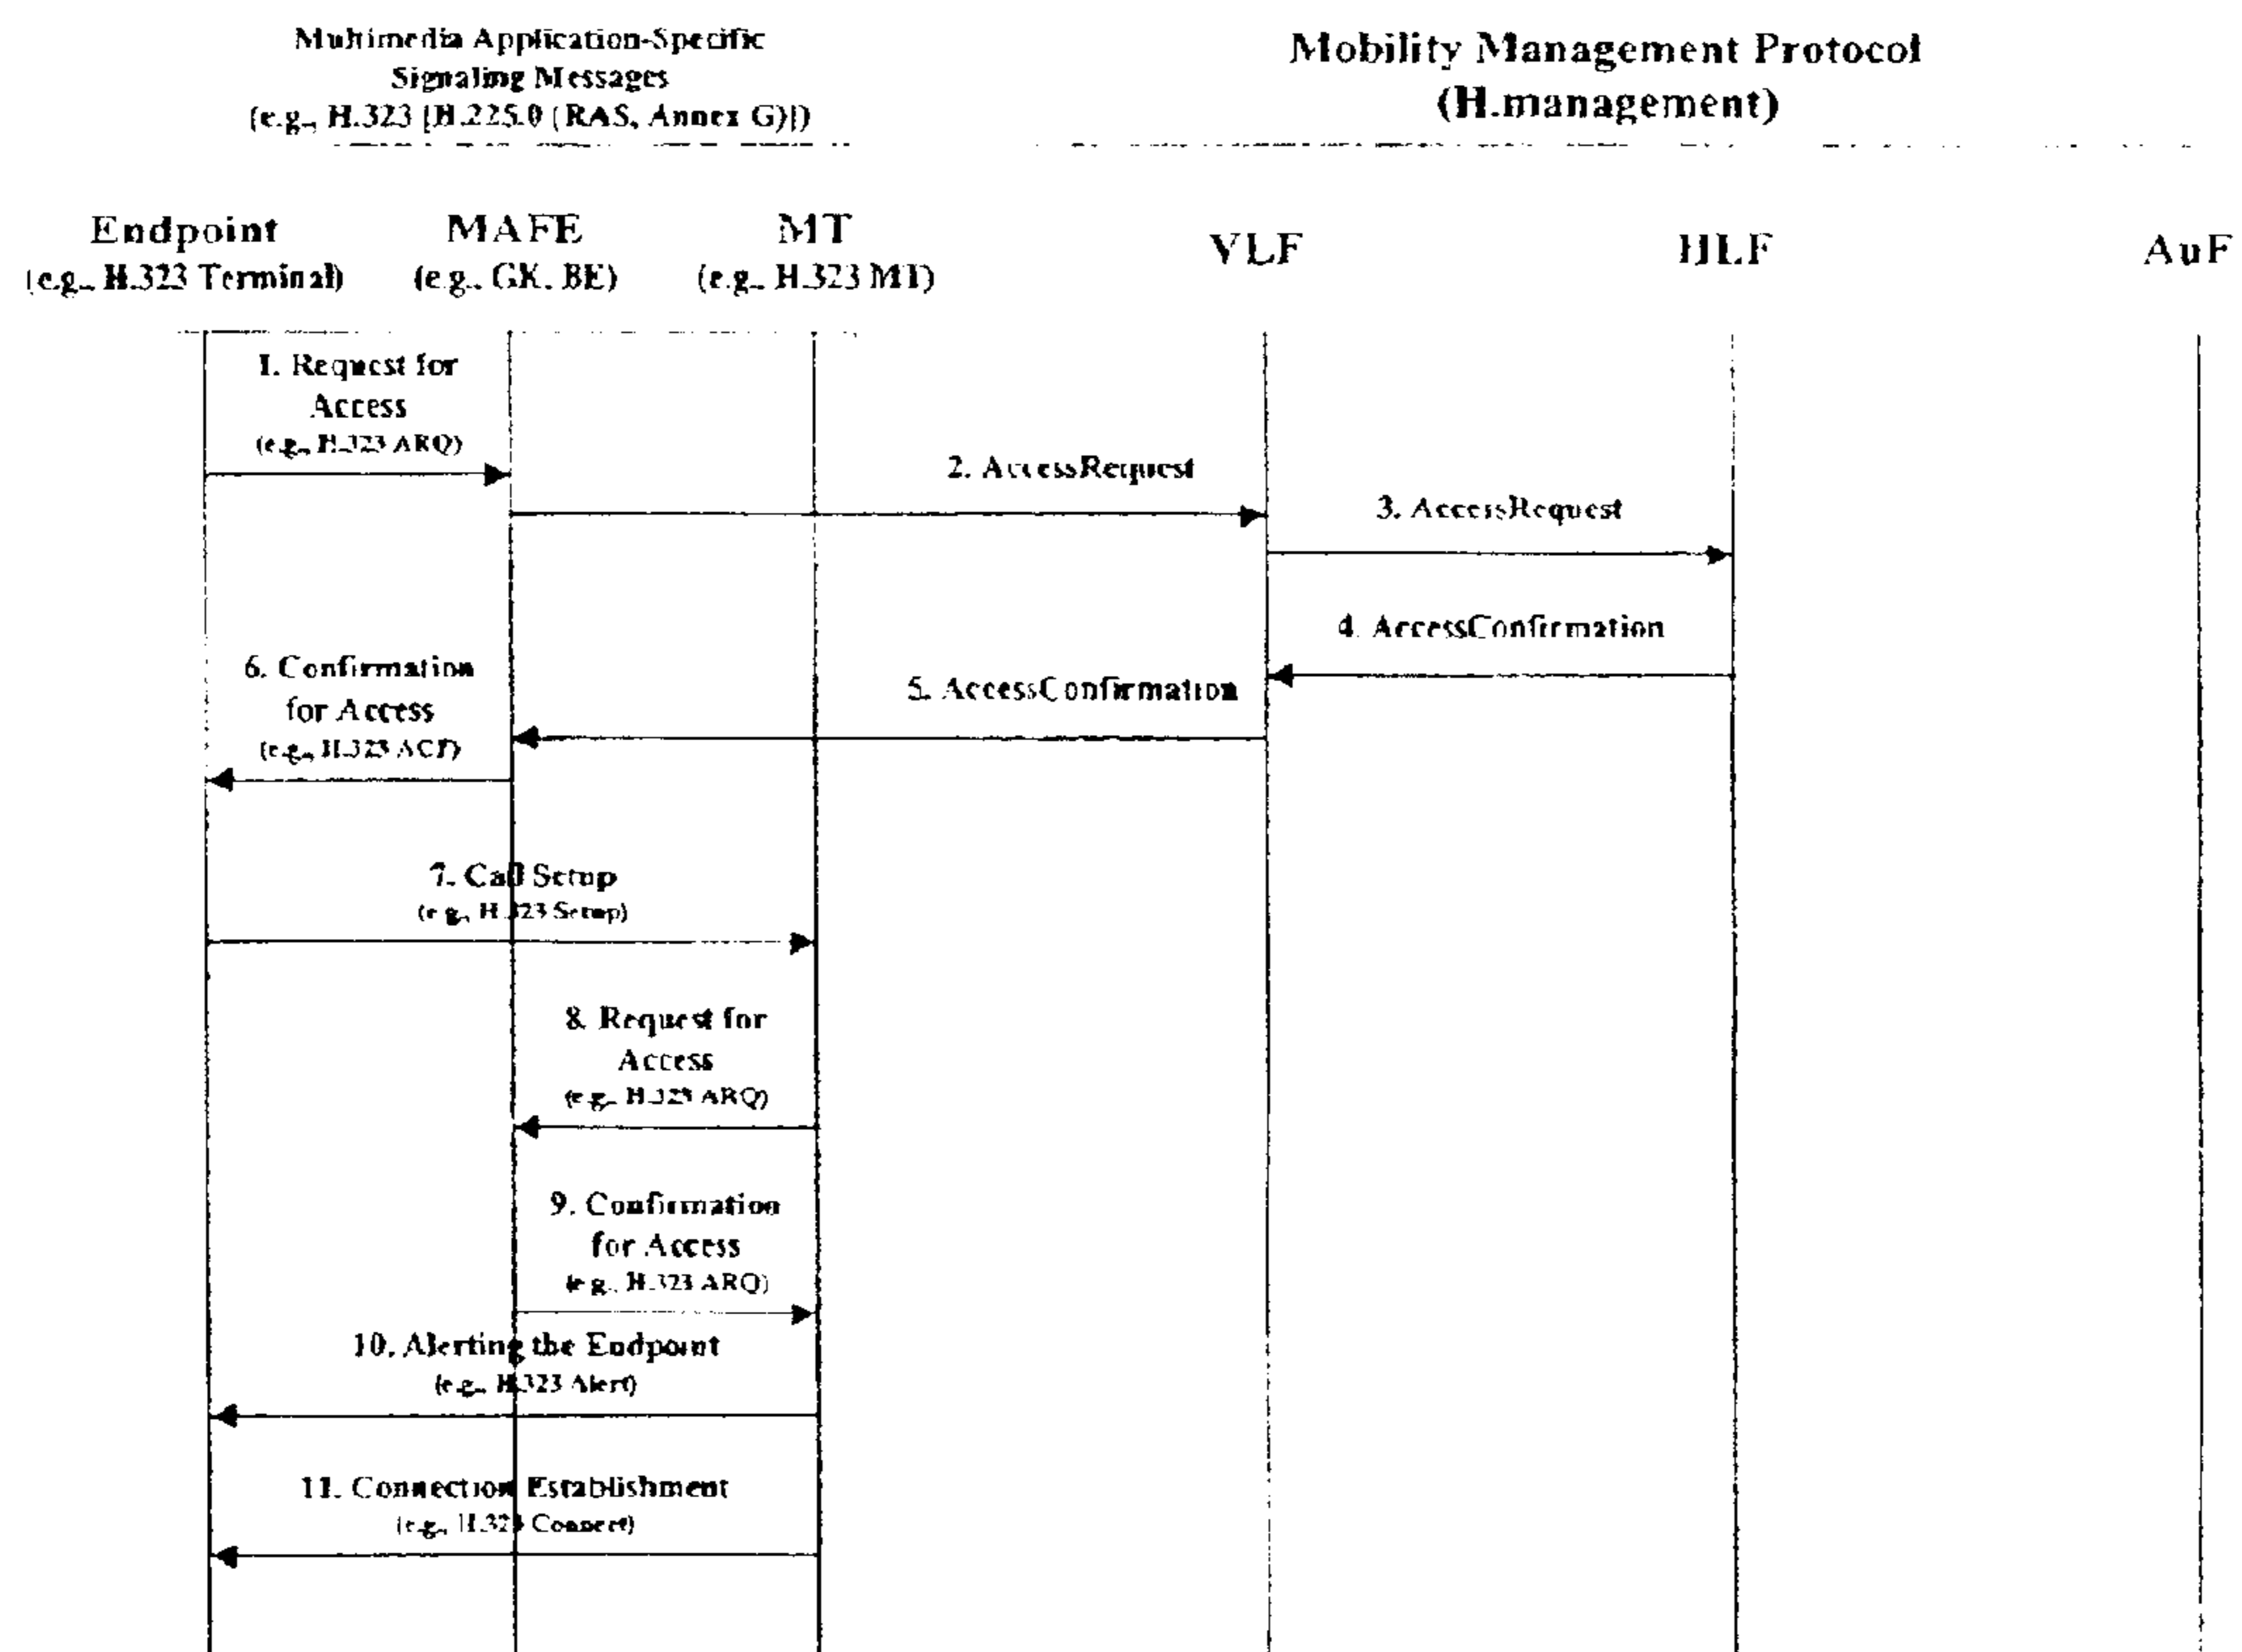 Multimedia Application-Specific
Signaling Messages
(e.g., H.323 [H.225.0 (RAS, Annex G)])
Mobility Management Protocol
(H.management)
Endpoint
(e.g., H.323 Terminal)
MAFE
(e.g., GK, BE)
MT
(e.g., H.323 MT)
VLF
HLF
AuF
1. Request for
Access
(e.g., H.323 ARQ)
2. AccessRequest
3. AccessRequest
4. AccessConfirmation
5. AccessConfirmation
6. Confirmation
for Access
(e.g., H.323 ACF)
7. Call Setup
(e.g., H.323 Setup)
8. Request for
Access
(e.g., H.323 ARQ)
9. Confirmation
for Access
(e.g., H.323 ARQ)
10. Alerting the Endpoint
(e.g., H.323 Alert)
11. Connection Establishment
(e.g., H.323 Connect)